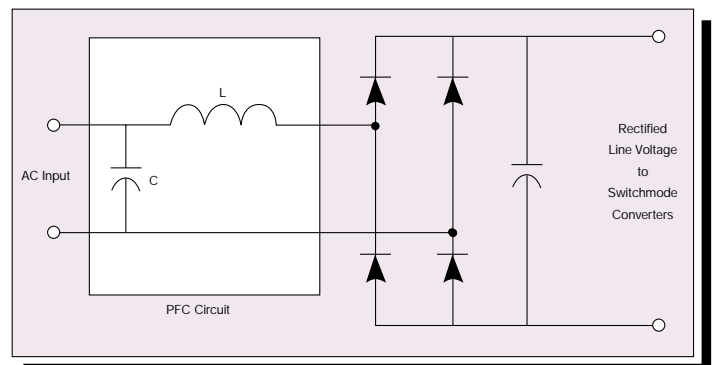 L
AC Input
C
PFC Circuit
Rectified
Line Voltage
to
Switchmode
Converters